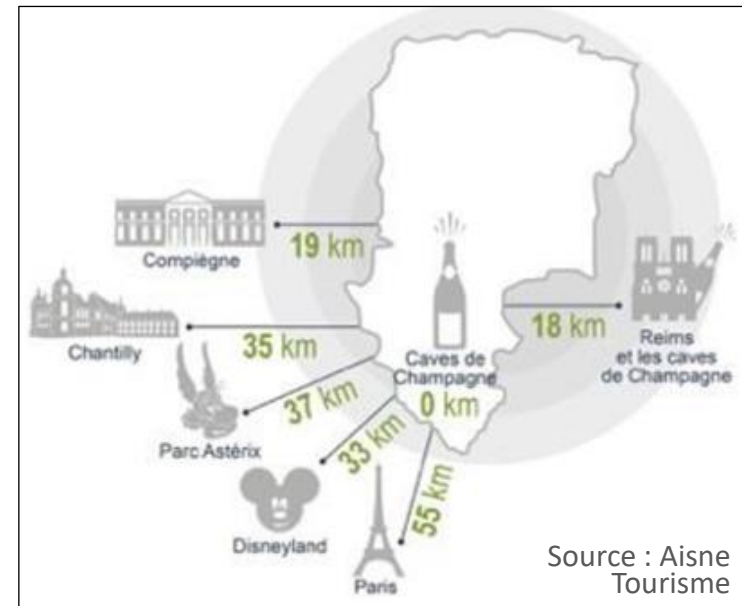 Compiègne
19 km
Chantilly
35 km
Parc Astérix
37 km
Disneyland
33 km
Paris
55 km
Caves de
Champagne
0 km
18 km
Reims
et les caves
de Champagne
Source : Aisne
Tourisme